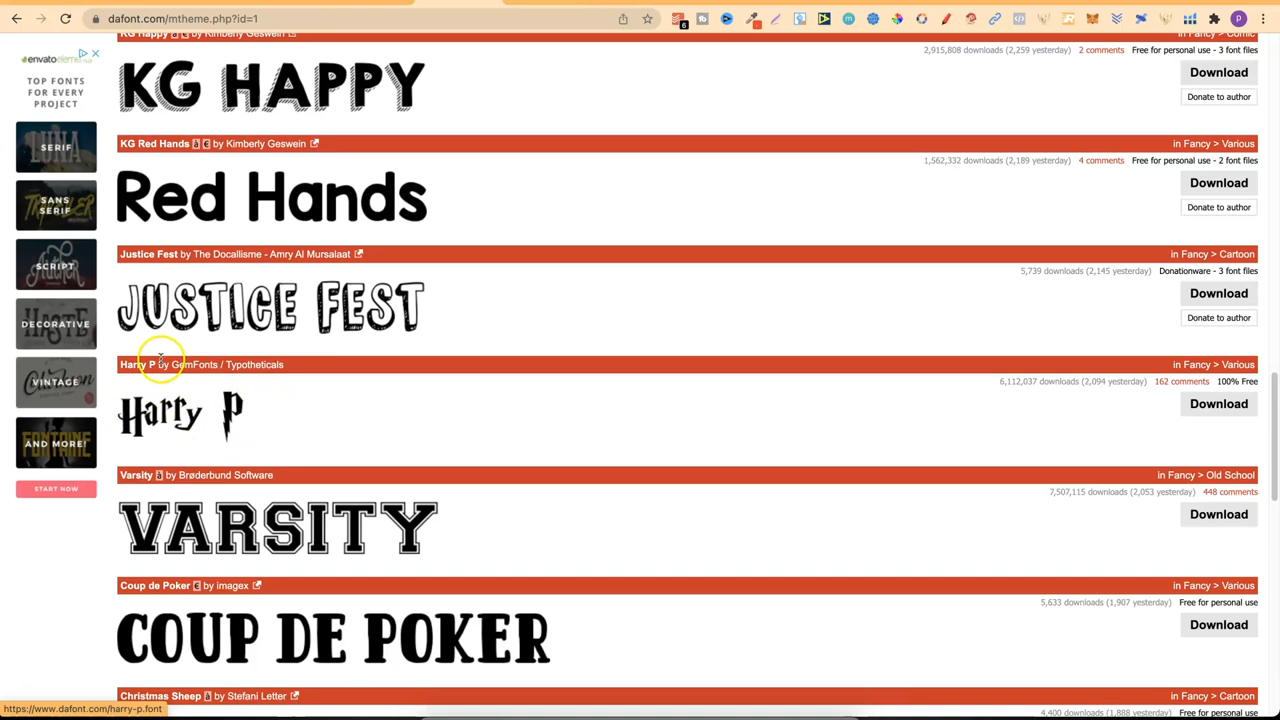 dafont.com/mtheme.php?id=1
6
p
KG Happy à € by Kimberly Geswein
in Fancy > Comic
2,915,808 downloads (2,259 yesterday) 2 comments Free for personal use - 3 font files
KG HAPPY
Download
Donate to author
envato elements
TOP FONTS
FOR EVERY
PROJECT
SERIF
LUNA
SANS
SERIF
SCRIPT
Author
DECORATIVE
HASTE
VINTAGE
AND MORE!
FONTAINE
START NOW
KG Red Hands à € by Kimberly Geswein
in Fancy > Various
1,562,332 downloads (2,189 yesterday) 4 comments Free for personal use - 2 font files
Red Hands
Download
Donate to author
Justice Fest by The Docallisme - Amry Al Mursalaat
in Fancy > Cartoon
5,739 downloads (2,145 yesterday) Donationware - 3 font files
JUSTICE FEST
Download
Donate to author
Harry P by GemFonts / Typotheticals
in Fancy > Various
6,112,037 downloads (2,094 yesterday) 162 comments 100% Free
Harry P
Download
Varsity à by Brøderbund Software
in Fancy > Old School
7,507,115 downloads (2,053 yesterday) 448 comments
VARSITY
Download
Coup de Poker € by imagex
in Fancy > Various
5,633 downloads (1,907 yesterday) Free for personal use
COUP DE POKER
Download
Christmas Sheep à by Stefani Letter
in Fancy > Cartoon
4,400 downloads (1,888 yesterday) Free for personal use
https://www.dafont.com/harry-p.font